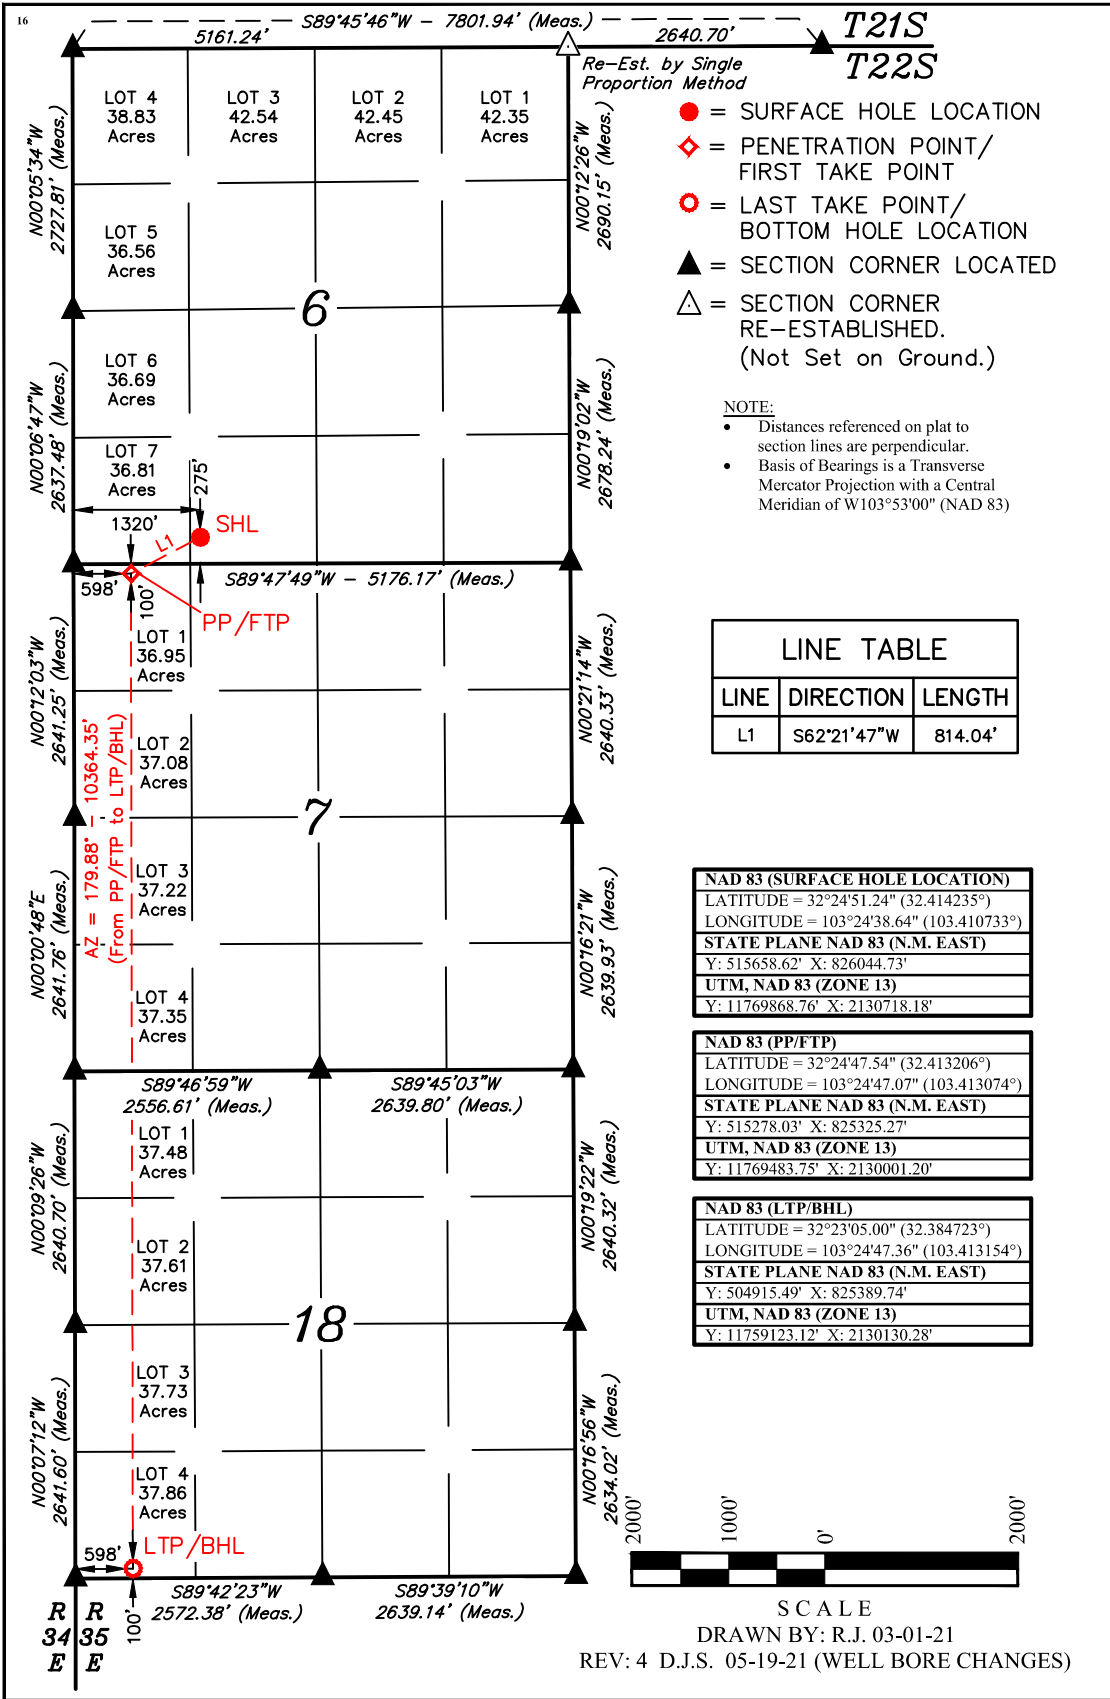 16
S89°45'46"W - 7801.94' (Meas.)
5161.24'
2640.70'
T21S
T22S
Re-Est. by Single
Proportion Method
LOT 4
38.83
Acres
LOT 3
42.54
Acres
LOT 2
42.45
Acres
LOT 1
42.35
Acres
N00°05'34"W
2727.81' (Meas.)
N00°12'26"W
2690.15' (Meas.)
= SURFACE HOLE LOCATION
= PENETRATION POINT/
FIRST TAKE POINT
= LAST TAKE POINT/
BOTTOM HOLE LOCATION
= SECTION CORNER LOCATED
= SECTION CORNER
RE-ESTABLISHED.
(Not Set on Ground.)
LOT 5
36.56
Acres
6
LOT 6
36.69
Acres
N00°06'47"W
2637.48' (Meas.)
N00°19'02"W
2678.24' (Meas.)
NOTE:
• Distances referenced on plat to
section lines are perpendicular.
• Basis of Bearings is a Transverse
Mercator Projection with a Central
Meridian of W103°53'00" (NAD 83)
LOT 7
36.81
Acres
275'
1320'
SHL
L1
598'
100'
S89°47'49"W - 5176.17' (Meas.)
PP/FTP
LOT 1
36.95
Acres
N00°12'03"W
2641.25' (Meas.)
N00°21'14"W
2640.33' (Meas.)
LINE TABLE
LINE DIRECTION LENGTH
L1 S62°21'47"W 814.04'
AZ = 179.88° - 10364.35'
(From PP/FTP to LTP/BHL)
LOT 2
37.08
Acres
7
LOT 3
37.22
Acres
N00°00'48"E
2641.76' (Meas.)
N00°16'21"W
2639.93' (Meas.)
LOT 4
37.35
Acres
NAD 83 (SURFACE HOLE LOCATION)
LATITUDE = 32°24'51.24" (32.414235°)
LONGITUDE = 103°24'38.64" (103.410733°)
STATE PLANE NAD 83 (N.M. EAST)
Y: 515658.62' X: 826044.73'
UTM, NAD 83 (ZONE 13)
Y: 11769868.76' X: 2130718.18'
NAD 83 (PP/FTP)
LATITUDE = 32°24'47.54" (32.413206°)
LONGITUDE = 103°24'47.07" (103.413074°)
STATE PLANE NAD 83 (N.M. EAST)
Y: 515278.03' X: 825325.27'
UTM, NAD 83 (ZONE 13)
Y: 11769483.75' X: 2130001.20'
NAD 83 (LTP/BHL)
LATITUDE = 32°23'05.00" (32.384723°)
LONGITUDE = 103°24'47.36" (103.413154°)
STATE PLANE NAD 83 (N.M. EAST)
Y: 504915.49' X: 825389.74'
UTM, NAD 83 (ZONE 13)
Y: 11759123.12' X: 2130130.28'
S89°46'59"W
2556.61' (Meas.)
S89°45'03"W
2639.80' (Meas.)
LOT 1
37.48
Acres
N00°09'26"W
2640.70' (Meas.)
N00°19'22"W
2640.32' (Meas.)
LOT 2
37.61
Acres
18
LOT 3
37.73
Acres
N00°07'12"W
2641.60' (Meas.)
N00°16'56"W
2634.02' (Meas.)
LOT 4
37.86
Acres
598'
LTP/BHL
100'
S89°42'23"W
2572.38' (Meas.)
S89°39'10"W
2639.14' (Meas.)
R R
34 35
E E
2000' 1000' 0' 2000'
SCALE
DRAWN BY: R.J. 03-01-21
REV: 4 D.J.S. 05-19-21 (WELL BORE CHANGES)